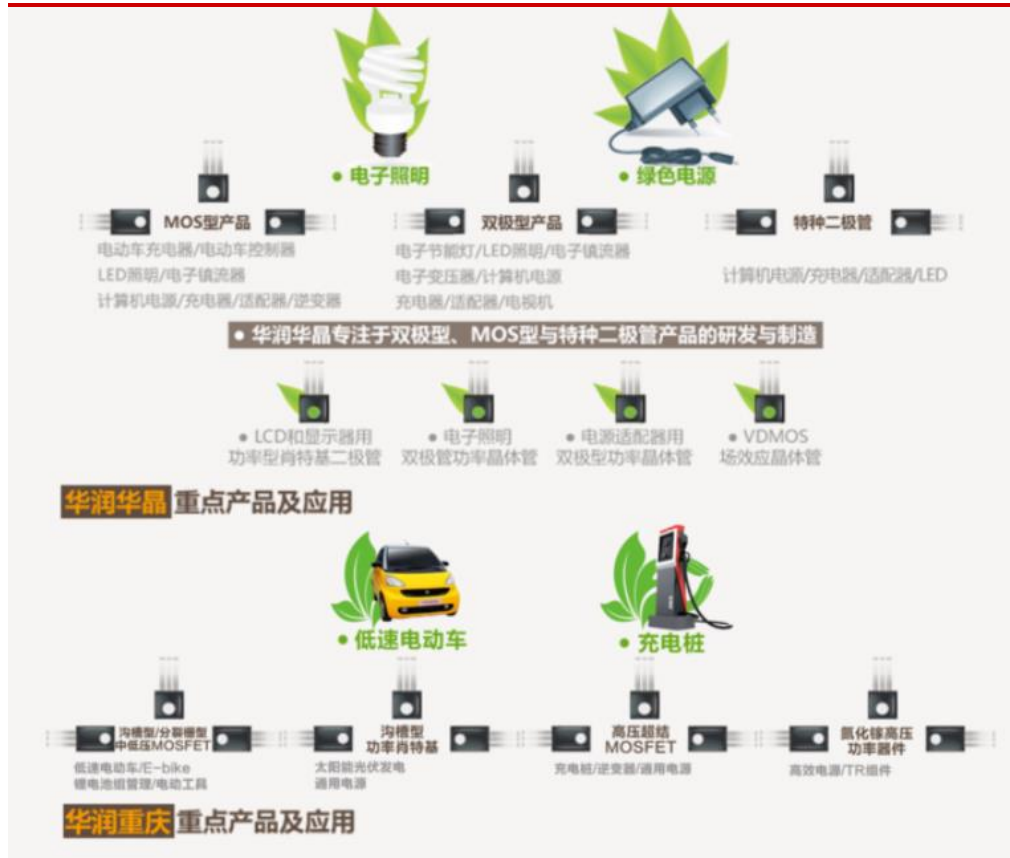 • 电子照明
• 绿色电源
MOS型产品
电动车充电器/电动车控制器
LED照明/电子镇流器
计算机电源/充电器/适配器/逆变器
双极型产品
电子节能灯/LED照明/电子镇流器
电子变压器/计算机电源
充电器/适配器/电视机
特种二极管
计算机电源/充电器/适配器/LED
• 华润华晶专注于双极型、MOS型与特种二极管产品的研发与制造
• LCD和显示器用
功率型肖特基二极管
• 电子照明
双极管功率晶体管
• 电源适配器用
双极型功率晶体管
• VDMOS
场效应晶体管
华润华晶 重点产品及应用
• 低速电动车
• 充电桩
沟槽型/分裂栅型
中低压MOSFET
低速电动车/E-bike
锂电池组管理/电动工具
沟槽型
功率肖特基
太阳能光伏发电
通用电源
高压超结
MOSFET
充电桩/逆变器/通用电源
氮化镓高压
功率器件
高效电源/TR组件
华润重庆 重点产品及应用